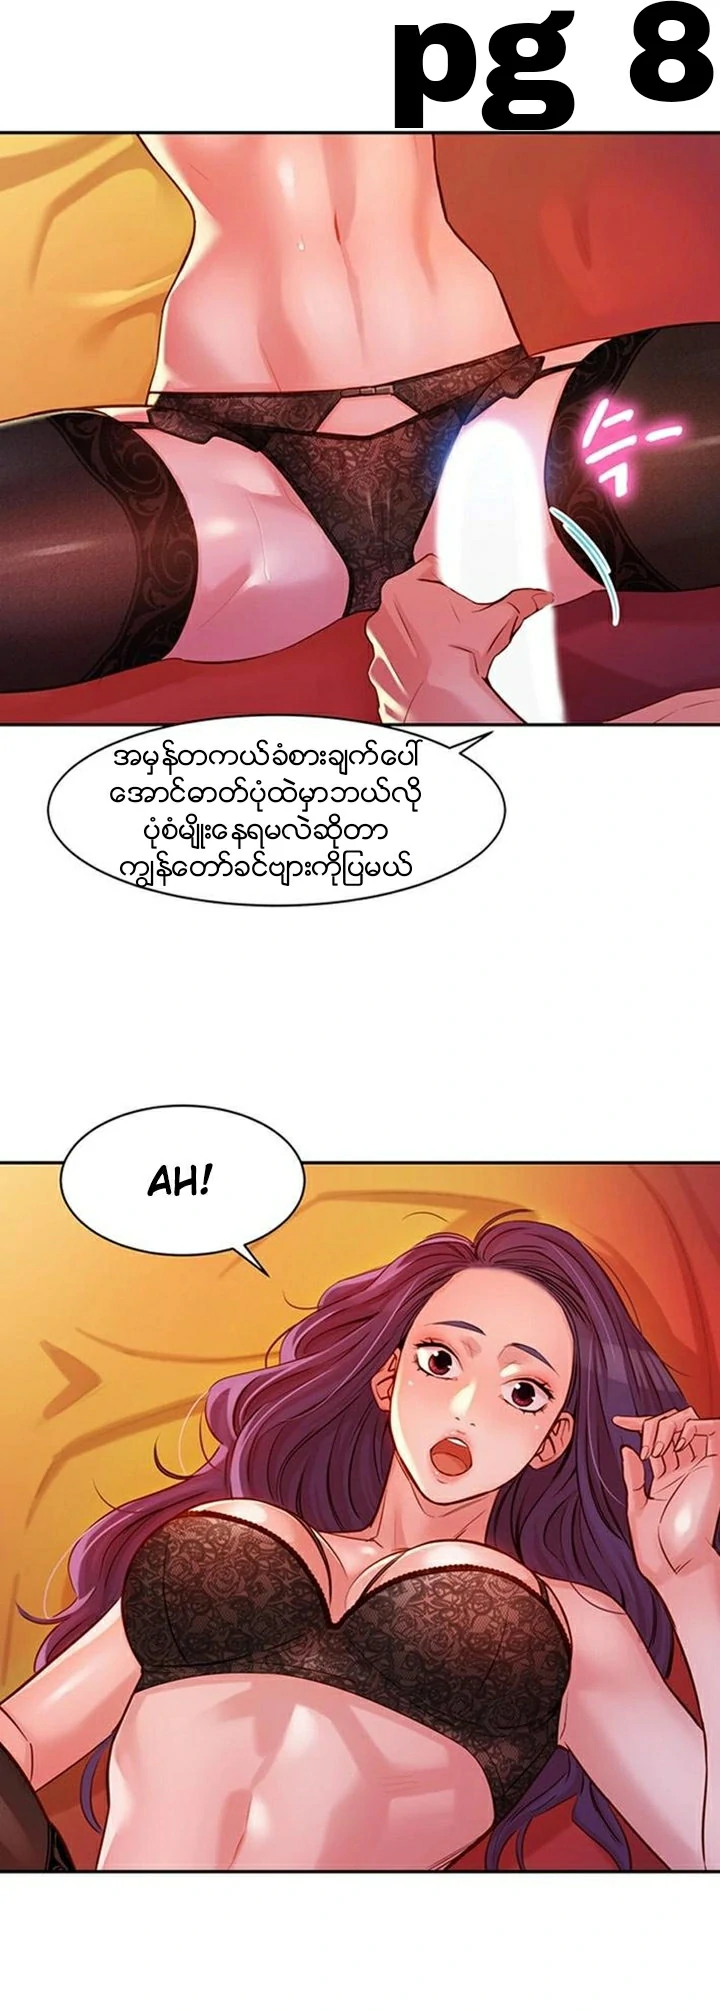 pg 8
슥-
အမှန်တကယ်ခံစားချက်ပေါ်
အောင်ဓာတ်ပုံထဲမှာဘယ်လို
ပုံစံမျိုးနေရမလဲဆိုတာ
ကျွန်တော်ခင်ဗျားကိုပြမယ်
AH!